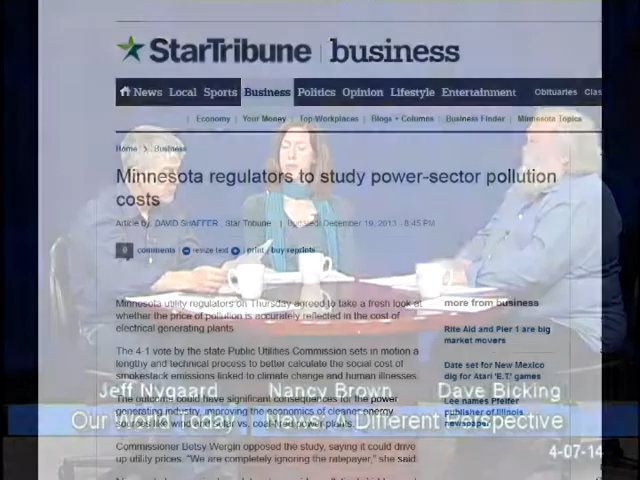 StarTribune | business
News Local Sports Business Politics Opinion Lifestyle Entertainment Obituaries Clas
Economy | Your Money | Top Workplaces | Blogs + Columns | Business Finder | Minnesota Topics
Home > Business
Minnesota regulators to study power-sector pollution
costs
Article by: DAVID SHAFFER , Star Tribune | Updated: December 19, 2013 - 8:45 PM
0 comments | resize text | print / buy reprints
Minnesota utility regulators on Thursday agreed to take a fresh look at
whether the price of pollution is accurately reflected in the cost of
electrical generating plants
The 4-1 vote by the state Public Utilities Commission sets in motion a
lengthy and technical process to better calculate the social cost of
smokestack emissions linked to climate change and human illnesses.
The outcome could have significant consequences for the power
generating industry, improving the economics of cleaner energy
sources like wind and solar vs. coal-fired power plants.
Commissioner Betsy Wergin opposed the study, saying it could drive
up utility prices. "We are completely ignoring the ratepayer," she said.
more from business
Rite Aid and Pier 1 are big
market movers
Date set for New Mexico
dig for Atari 'E.T.' games
Lee names Pfeifer
publisher of Illinois
newspaper
Jeff Nygaard Nancy Brown Dave Bicking
Our World Today News: A Different Perspective
4-07-14